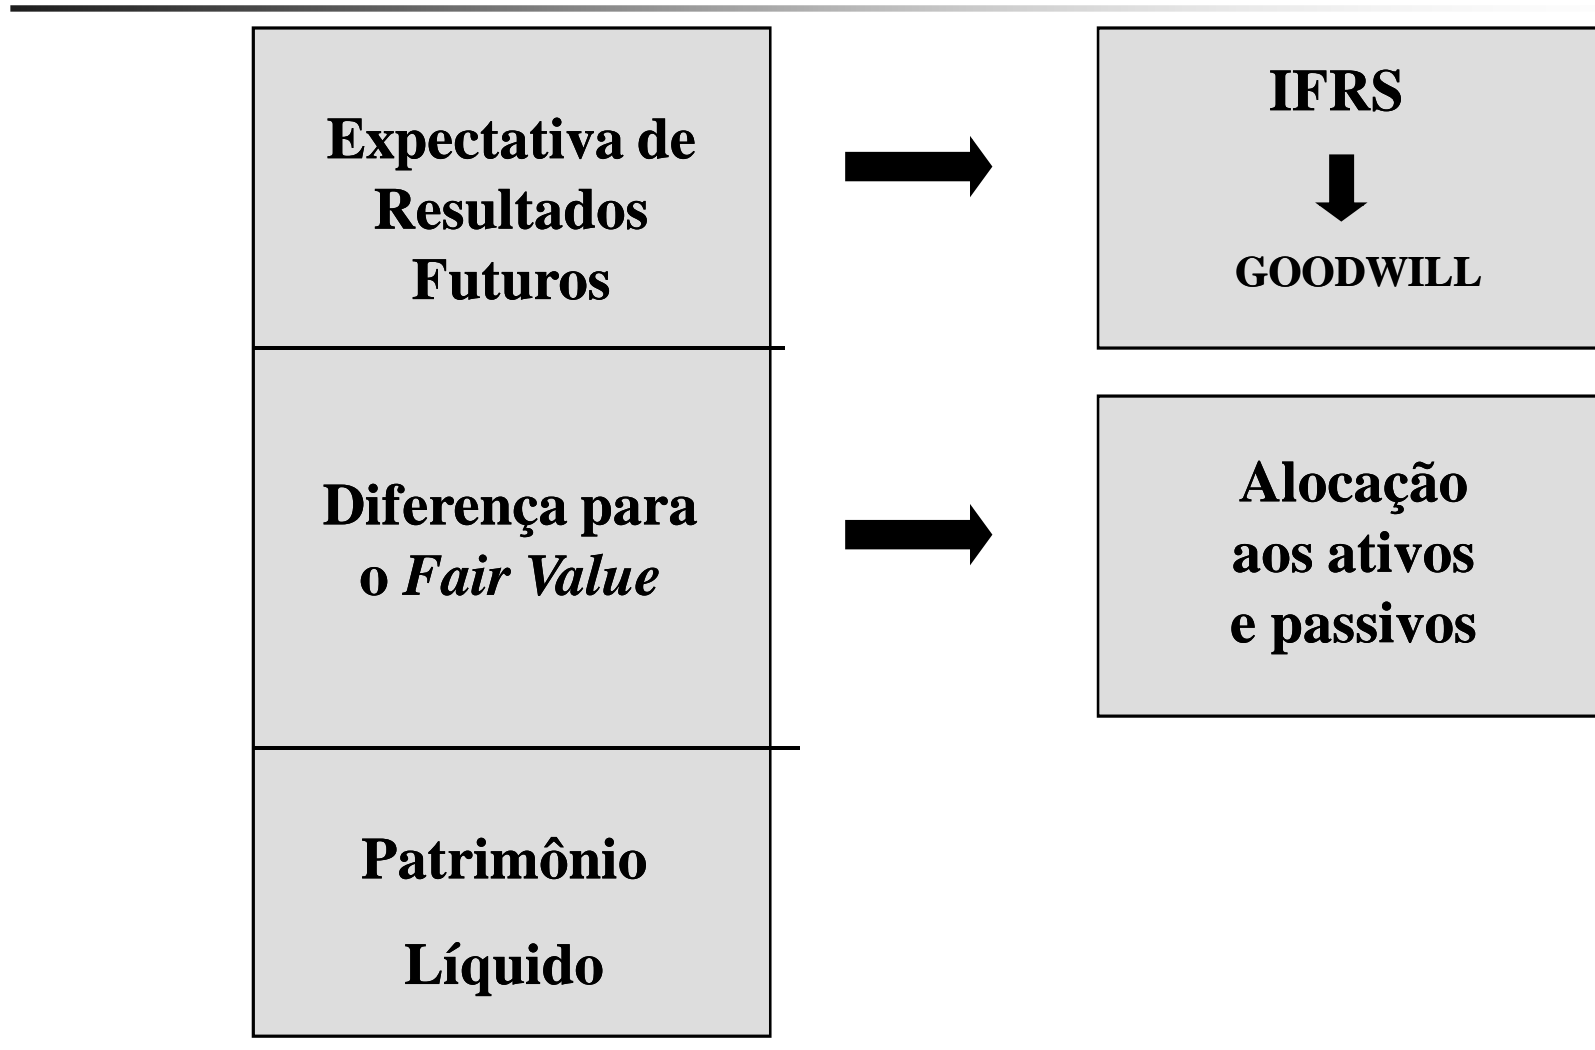 Expectativa de
Resultados
Futuros
IFRS
GOODWILL
Diferença para
o Fair Value
Alocação
aos ativos
e passivos
Patrimônio
Líquido